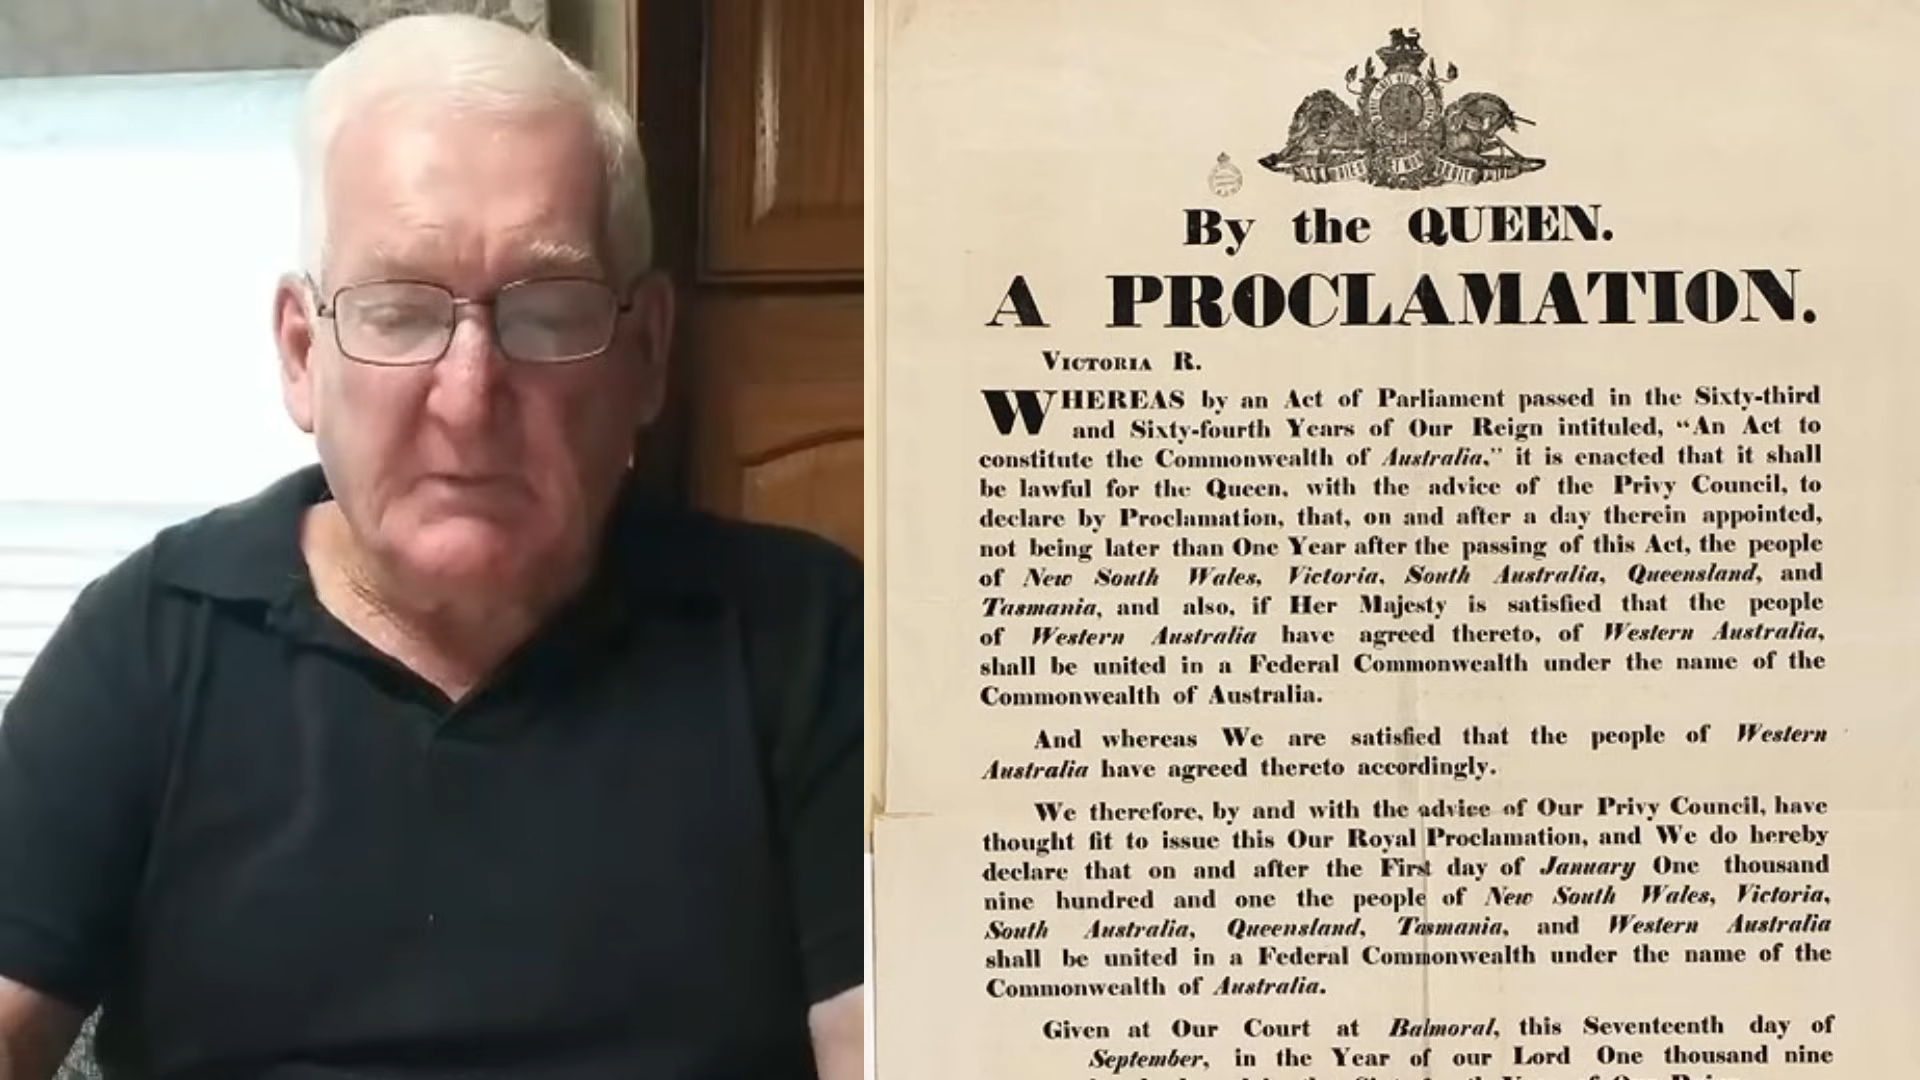 DIEU ET MON DROIT
By the QUEEN.
A PROCLAMATION.
VICTORIA R.
WHEREAS by an Act of Parliament passed in the Sixty-third
and Sixty-fourth Years of Our Reign intituled, “An Act to
constitute the Commonwealth of Australia,” it is enacted that it shall
be lawful for the Queen, with the advice of the Privy Council, to
declare by Proclamation, that, on and after a day therein appointed,
not being later than One Year after the passing of this Act, the people
of New South Wales, Victoria, South Australia, Queensland, and
Tasmania, and also, if Her Majesty is satisfied that the people
of Western Australia have agreed thereto, of Western Australia,
shall be united in a Federal Commonwealth under the name of the
Commonwealth of Australia.
And whereas We are satisfied that the people of Western
Australia have agreed thereto accordingly.
We therefore, by and with the advice of Our Privy Council, have
thought fit to issue this Our Royal Proclamation, and We do hereby
declare that on and after the First day of January One thousand
nine hundred and one the people of New South Wales, Victoria,
South Australia, Queensland, Tasmania, and Western Australia
shall be united in a Federal Commonwealth under the name of the
Commonwealth of Australia.
Given at Our Court at Balmoral, this Seventeenth day of
September, in the Year of our Lord One thousand nine